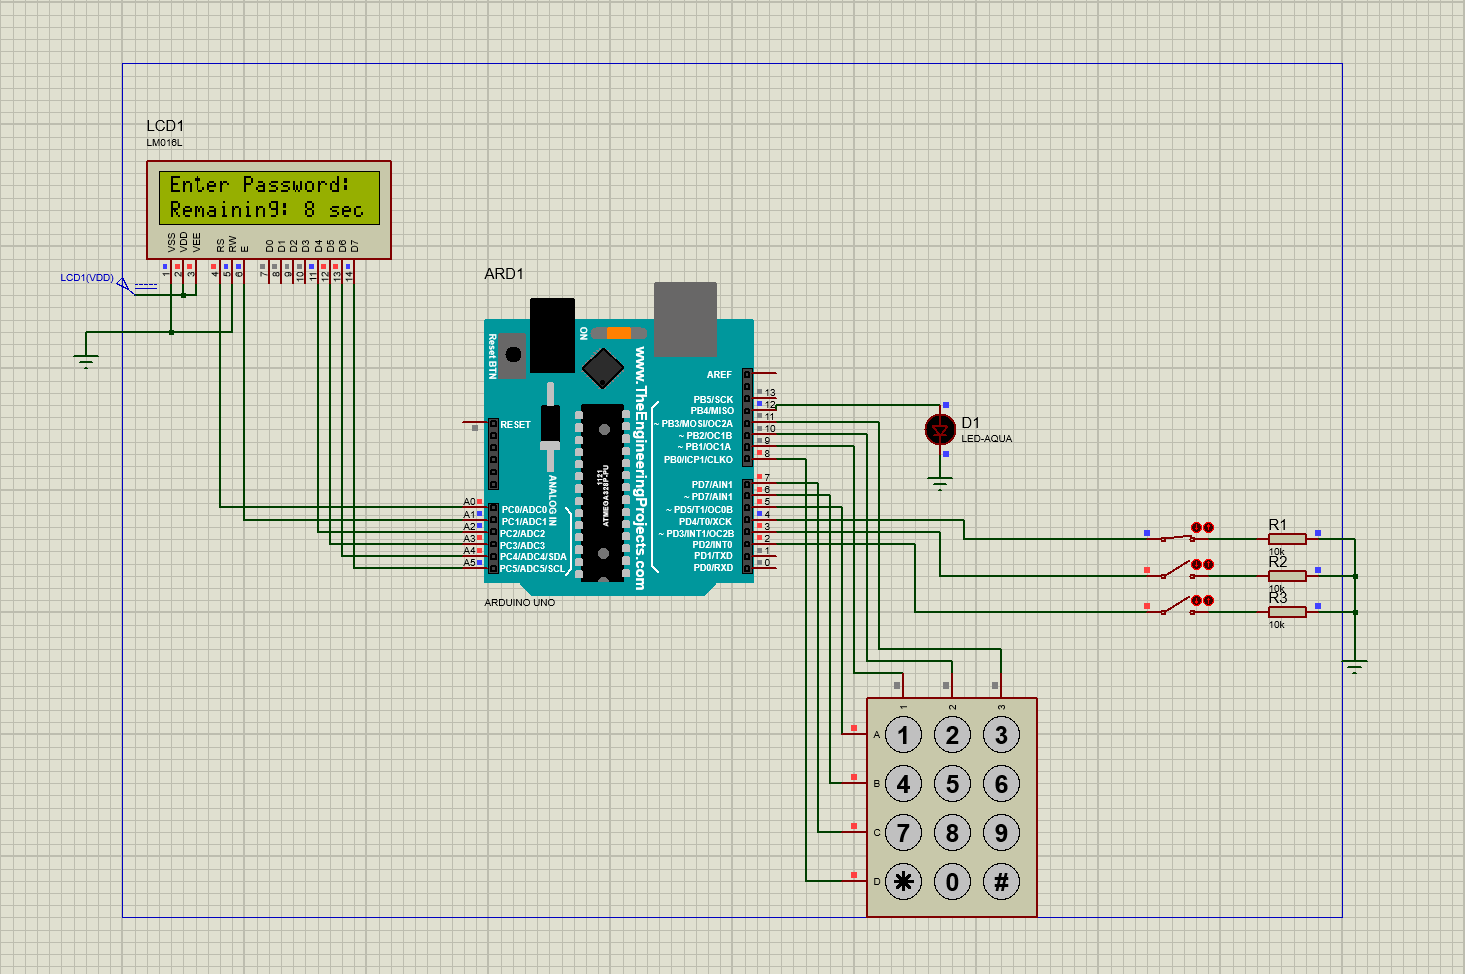 LCD1
LM016L
Enter Password:
Remaining: 8 sec
VSS
VDD
VEE
RS
RW
E
D0
D1
D2
D3
D4
D5
D6
D7
1
2
3
4
5
6
7
8
9
10
11
12
13
14
LCD1(VDD)
ARD1
Reset BTN
ON
www.TheEngineeringProjects.com
1121
ATMEGA328P-PU
ANALOG IN
RESET
A0
A1
A2
A3
A4
A5
PC0/ADC0
PC1/ADC1
PC2/ADC2
PC3/ADC3
PC4/ADC4/SDA
PC5/ADC5/SCL
AREF
PB5/SCK
PB4/MISO
~ PB3/MOSI/OC2A
~ PB2/OC1B
~ PB1/OC1A
PB0/ICP1/CLKO
PD7/AIN1
~ PD7/AIN1
~ PD5/T1/OC0B
PD4/T0/XCK
~ PD3/INT1/OC2B
PD2/INT0
PD1/TXD
PD0/RXD
13
12
11
10
9
8
7
6
5
4
3
2
1
0
ARDUINO UNO
D1
LED-AQUA
R1
10k
R2
10k
R3
10k
1
2
3
A
B
C
D
1 2 3
4 5 6
7 8 9
* 0 #